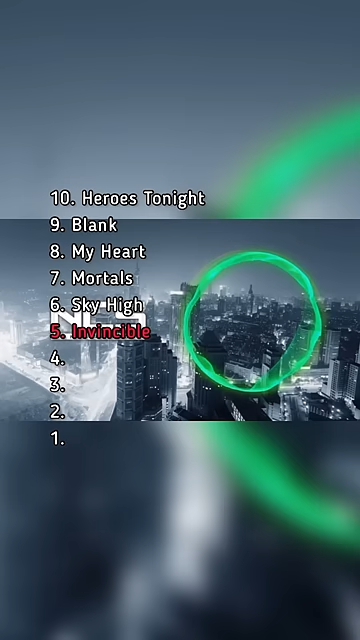 10. Heroes Tonight
9. Blank
8. My Heart
7. Mortals
6. Sky High
5. Invincible
4.
3.
2.
1.